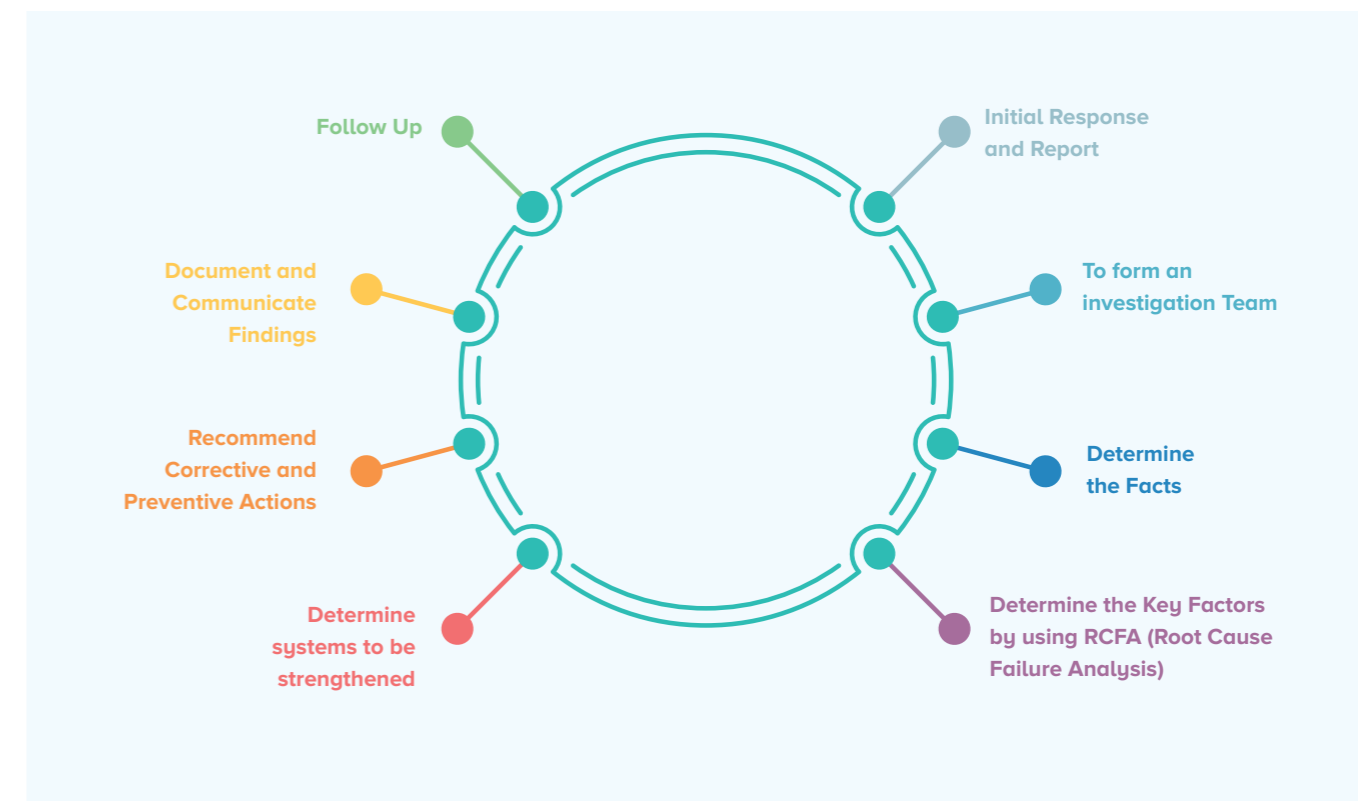 Initial Response
and Report
To form an
investigation Team
Determine
the Facts
Determine the Key Factors
by using RCFA (Root Cause
Failure Analysis)
Determine
systems to be
strengthened
Recommend
Corrective and
Preventive Actions
Document and
Communicate
Findings
Follow Up